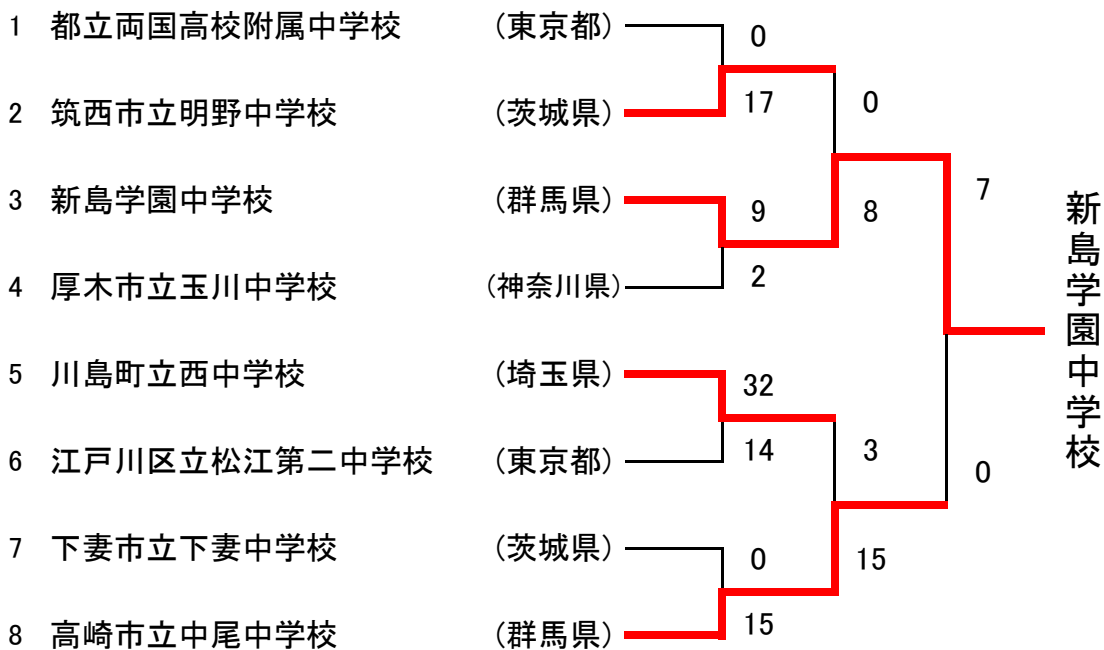 1 都立両国高校附属中学校 (東京都)
0
17
2 筑西市立明野中学校 (茨城県)
0
3 新島学園中学校 (群馬県)
9
8
7
2
4 厚木市立玉川中学校 (神奈川県)
新島学園中学校
5 川島町立西中学校 (埼玉県)
32
14
3
0
6 江戸川区立松江第二中学校 (東京都)
7 下妻市立下妻中学校 (茨城県)
0
15
15
8 高崎市立中尾中学校 (群馬県)